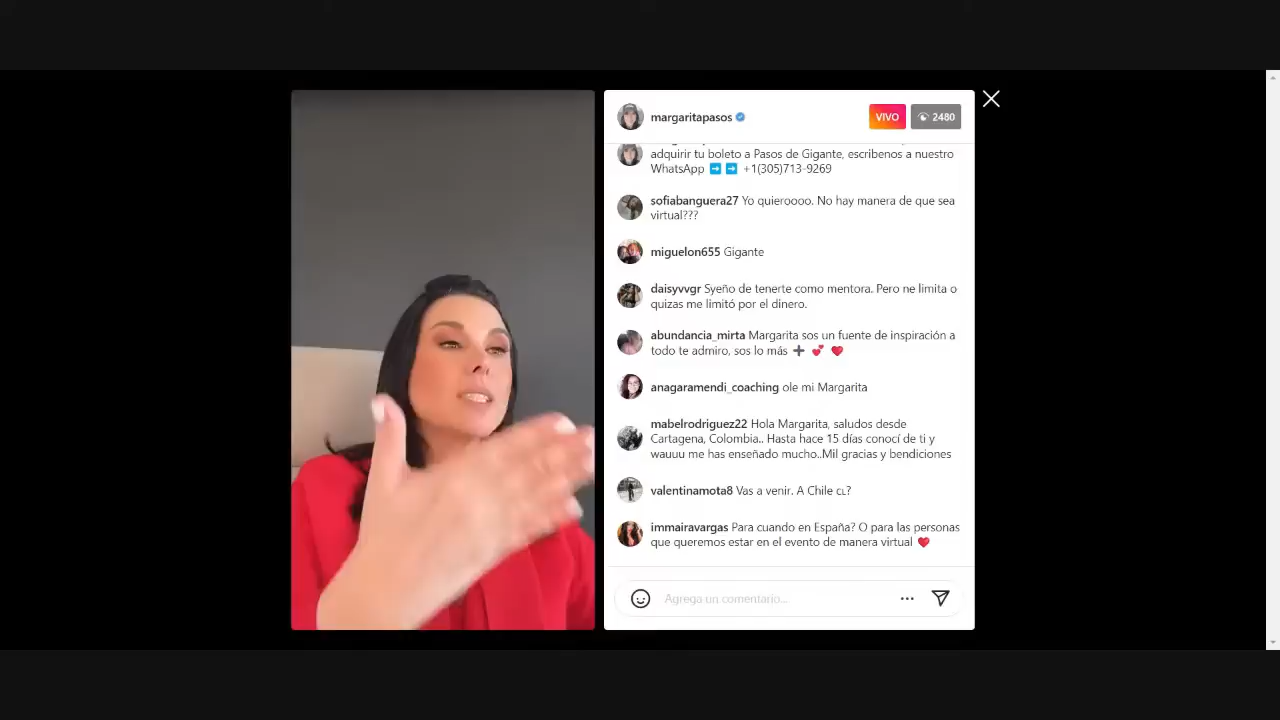 margaritapasos
VIVO
2480
adquirir tu boleto a Pasos de Gigante, escribenos a nuestro
WhatsApp ➡️ ➡️ +1(305)713-9269
sofiabanguera27 Yo quieroooo. No hay manera de que sea
virtual???
miguelon655 Gigante
daisyvvgr Syeño de tenerte como mentora. Pero ne limita o
quizas me limitó por el dinero.
abundancia_mirta Margarita sos un fuente de inspiración a
todo te admiro, sos lo más ➕ 💕 ❤️
anagaramendi_coaching ole mi Margarita
mabelrodriguez22 Hola Margarita, saludos desde
Cartagena, Colombia.. Hasta hace 15 días conocí de ti y
wauuu me has enseñado mucho..Mil gracias y bendiciones
valentinamota8 Vas a venir. A Chile 🇨🇱?
immairavargas Para cuando en España? O para las personas
que queremos estar en el evento de manera virtual ❤️
Agrega un comentario...